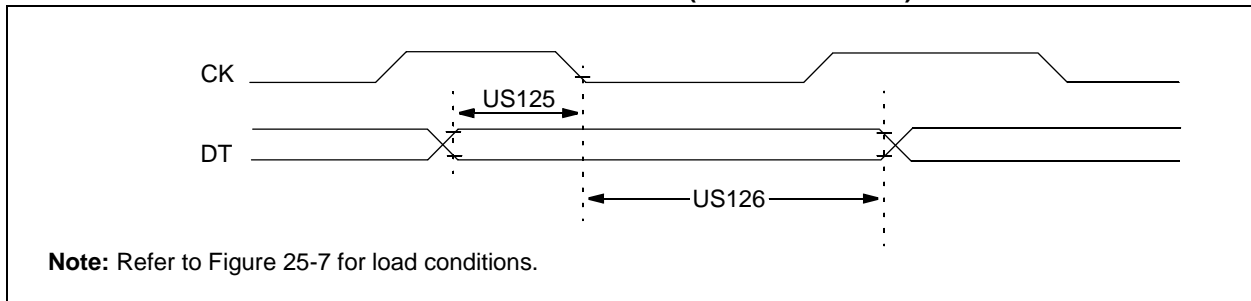 CK
US125
DT
US126
Note: Refer to Figure 25-7 for load conditions.